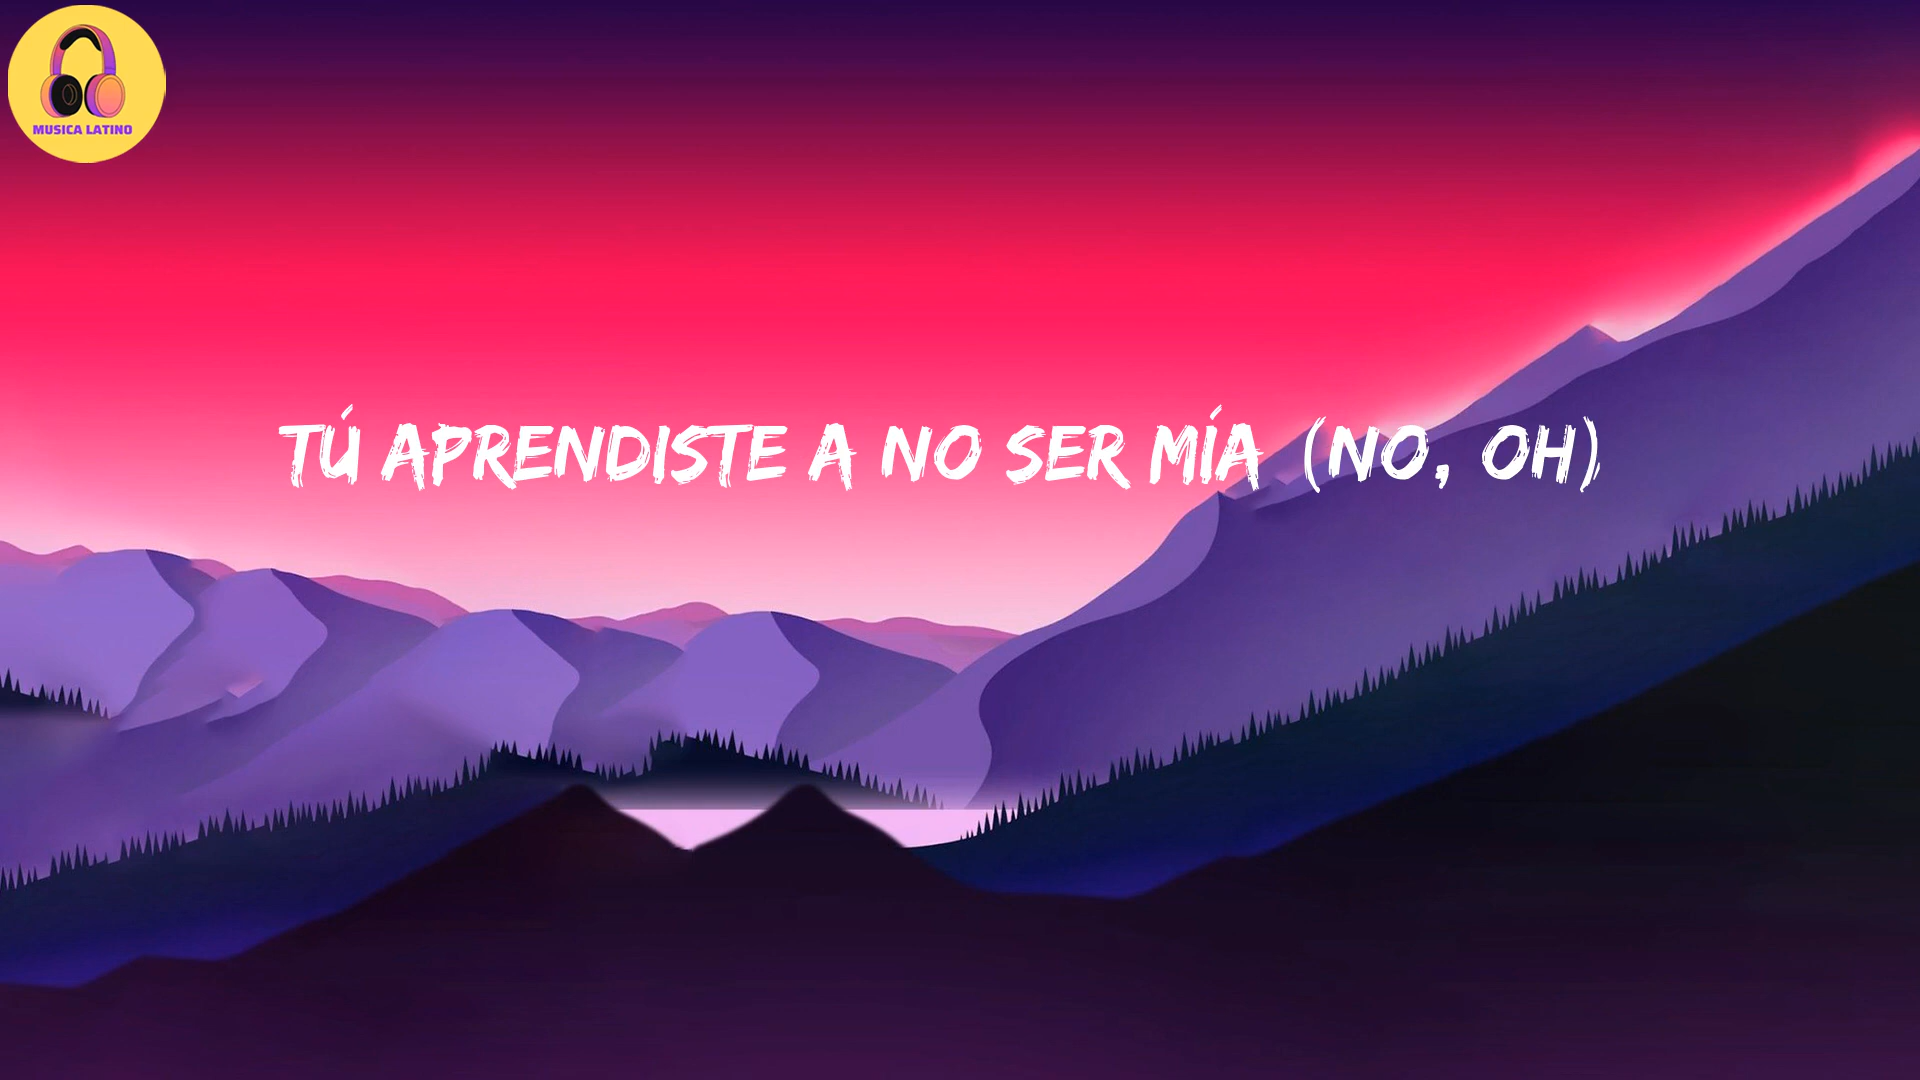 MUSICA LATINO
TÚ APRENDISTE A NO SER MÍA (NO, OH)